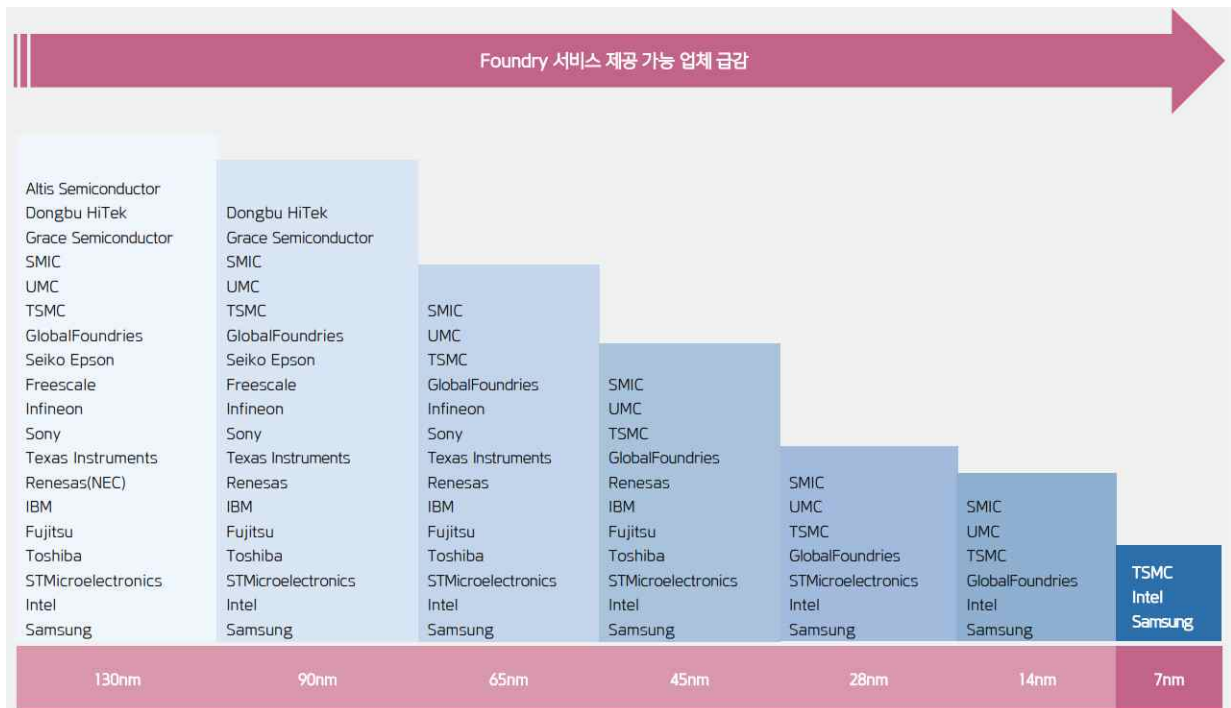 Foundry 서비스 제공 가능 업체 급감
Altis Semiconductor
Dongbu HiTek
Grace Semiconductor
SMIC
UMC
TSMC
GlobalFoundries
Seiko Epson
Freescale
Infineon
Sony
Texas Instruments
Renesas(NEC)
IBM
Fujitsu
Toshiba
STMicroelectronics
Intel
Samsung
130nm
Dongbu HiTek
Grace Semiconductor
SMIC
UMC
TSMC
GlobalFoundries
Seiko Epson
Freescale
Infineon
Sony
Texas Instruments
Renesas
IBM
Fujitsu
Toshiba
STMicroelectronics
Intel
Samsung
90nm
SMIC
UMC
TSMC
GlobalFoundries
Infineon
Sony
Texas Instruments
Renesas
IBM
Fujitsu
Toshiba
STMicroelectronics
Intel
Samsung
65nm
SMIC
UMC
TSMC
GlobalFoundries
Renesas
IBM
Fujitsu
Toshiba
STMicroelectronics
Intel
Samsung
45nm
SMIC
UMC
TSMC
GlobalFoundries
STMicroelectronics
Intel
Samsung
28nm
SMIC
UMC
TSMC
GlobalFoundries
Intel
Samsung
14nm
TSMC
Intel
Samsung
7nm